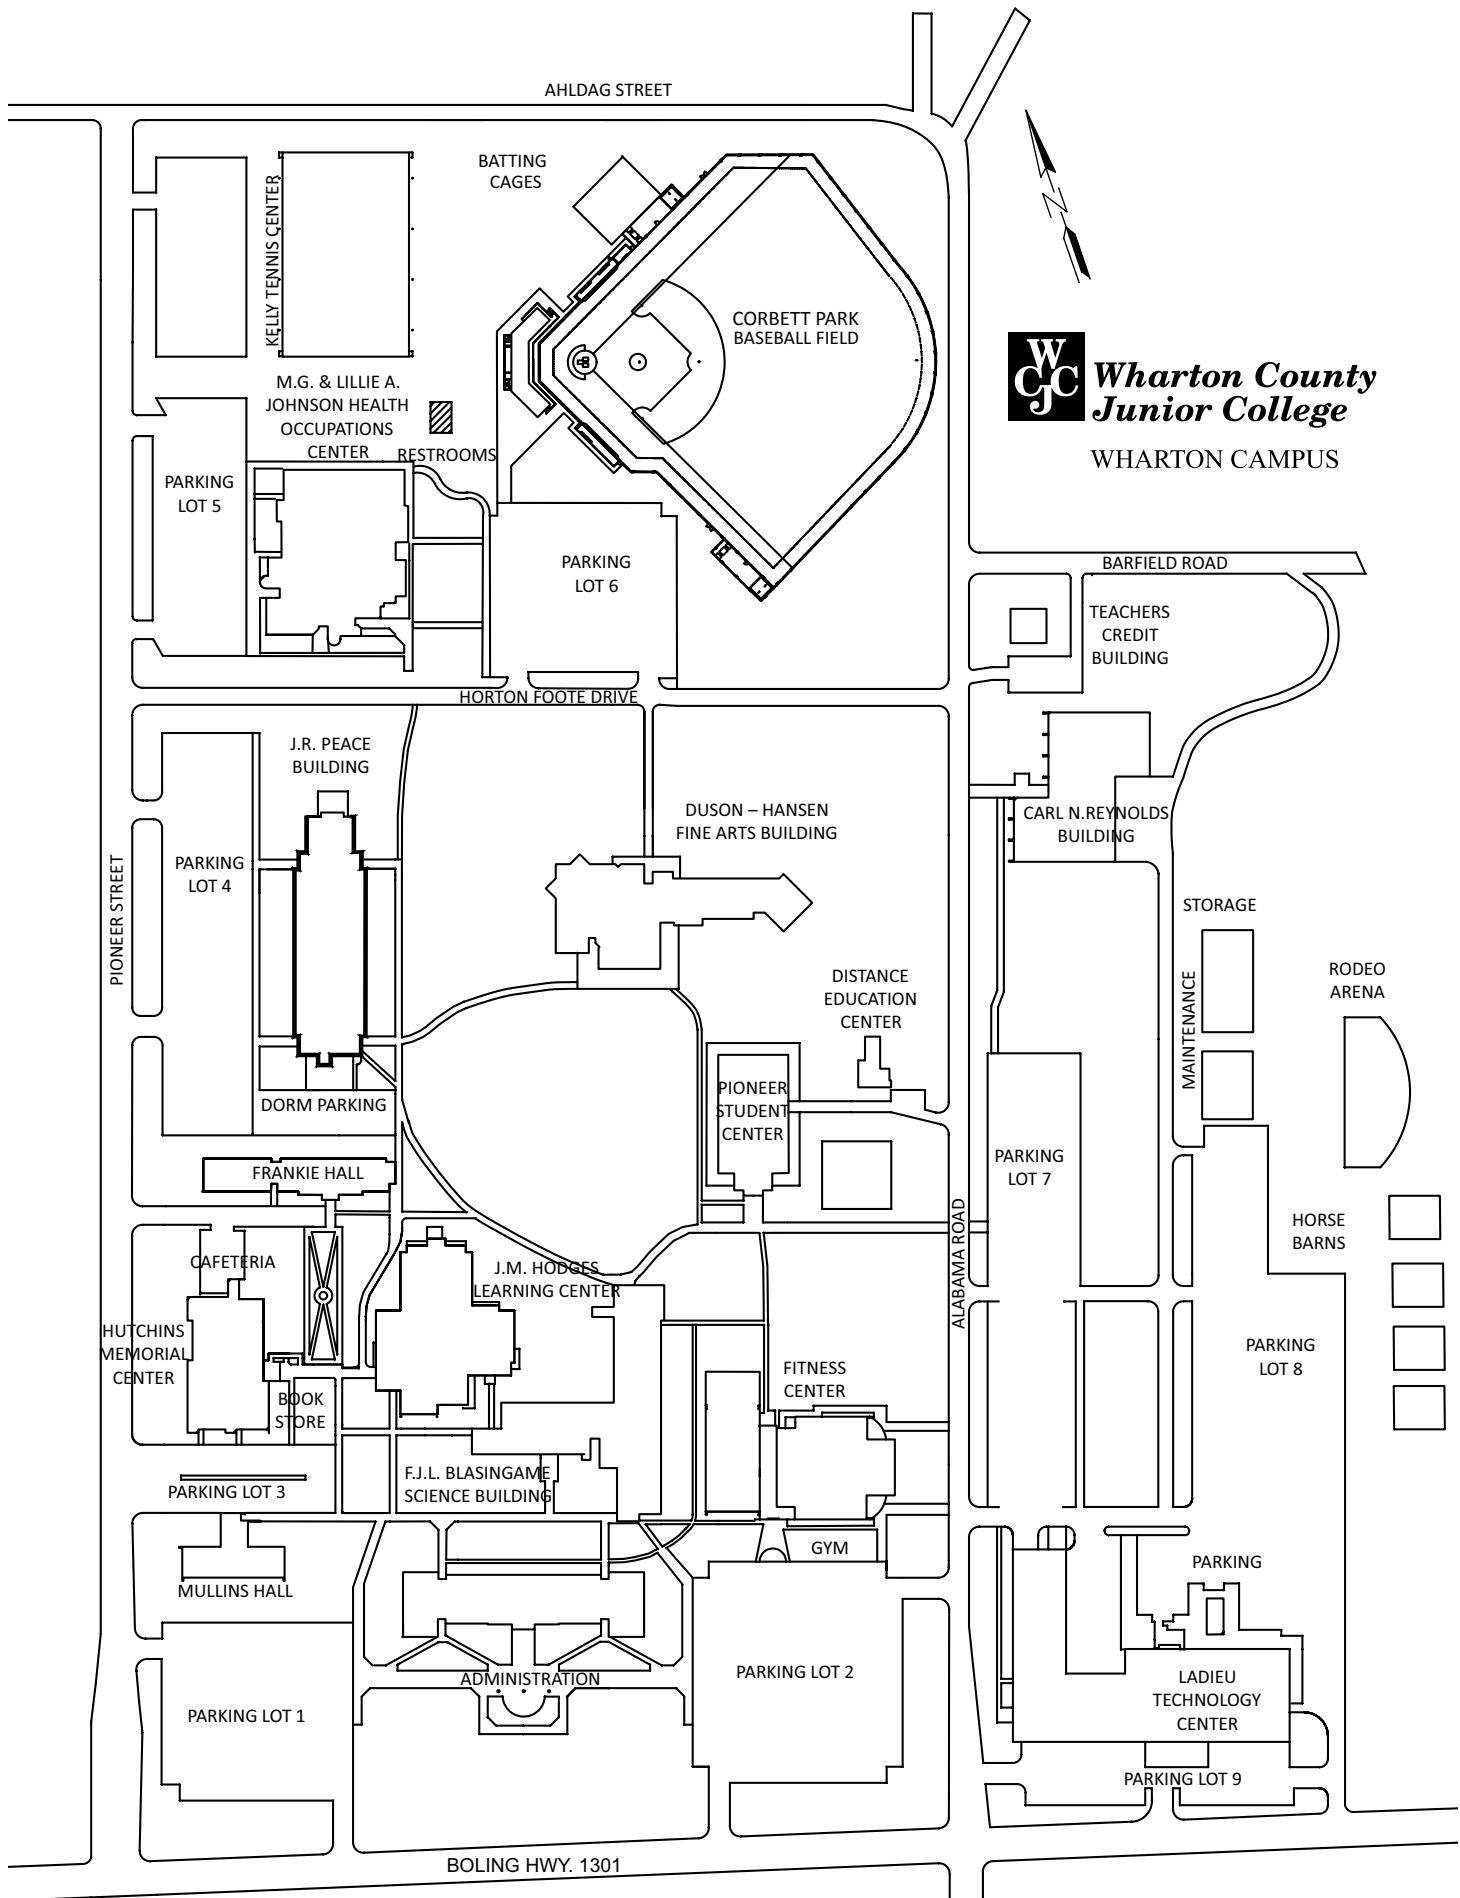 AHLDAG STREET
BATTING
CAGES
KELLY TENNIS CENTER
CORBETT PARK
BASEBALL FIELD
N
W
CJC
Wharton County
Junior College
WHARTON CAMPUS
M.G. & LILLIE A.
JOHNSON HEALTH
OCCUPATIONS
CENTER
RESTROOMS
PARKING
LOT 5
PARKING
LOT 6
BARFIELD ROAD
TEACHERS
CREDIT
BUILDING
HORTON FOOTE DRIVE
J.R. PEACE
BUILDING
DUSON – HANSEN
FINE ARTS BUILDING
CARL N.REYNOLDS
BUILDING
PARKING
LOT 4
PIONEER STREET
STORAGE
MAINTENANCE
RODEO
ARENA
DISTANCE
EDUCATION
CENTER
PIONEER
STUDENT
CENTER
DORM PARKING
FRANKIE HALL
PARKING
LOT 7
ALABAMA ROAD
HORSE
BARNS
CAFETERIA
J.M. HODGES
LEARNING CENTER
HUTCHINS
MEMORIAL
CENTER
PARKING
LOT 8
FITNESS
CENTER
BOOK
STORE
F.J.L. BLASINGAME
SCIENCE BUILDING
PARKING LOT 3
GYM
PARKING
MULLINS HALL
PARKING LOT 2
ADMINISTRATION
LADIEU
TECHNOLOGY
CENTER
PARKING LOT 1
PARKING LOT 9
BOLING HWY. 1301